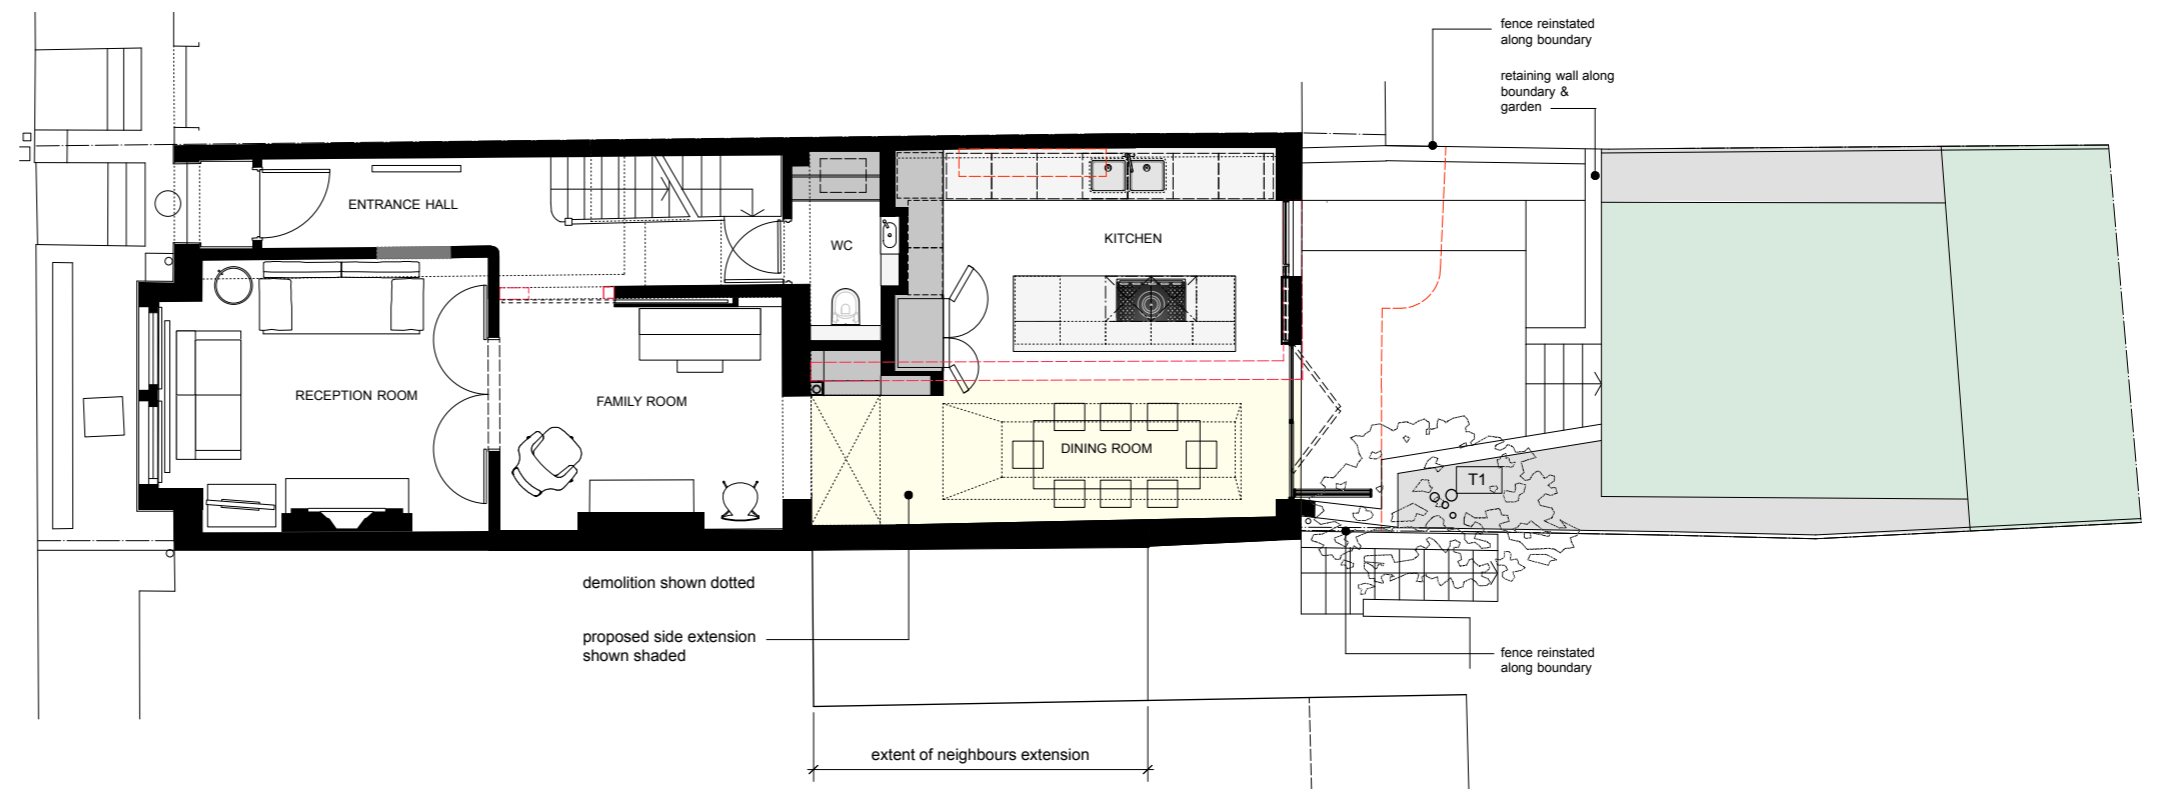 fence reinstated
along boundary
retaining wall along
boundary &
garden
ENTRANCE HALL
WC
KITCHEN
RECEPTION ROOM
FAMILY ROOM
DINING ROOM
T1
demolition shown dotted
proposed side extension
shown shaded
fence reinstated
along boundary
extent of neighbours extension